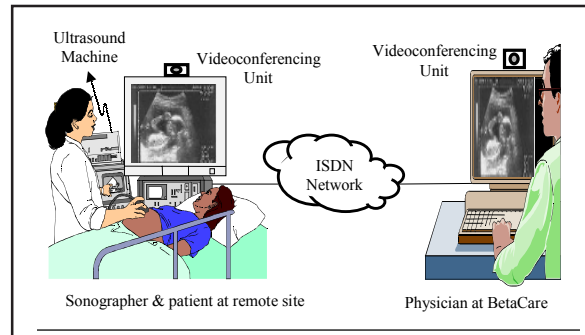 Ultrasound
Machine
Videoconferencing
Unit
Videoconferencing
Unit
ISDN
Network
Sonographer & patient at remote site
Physician at BetaCare